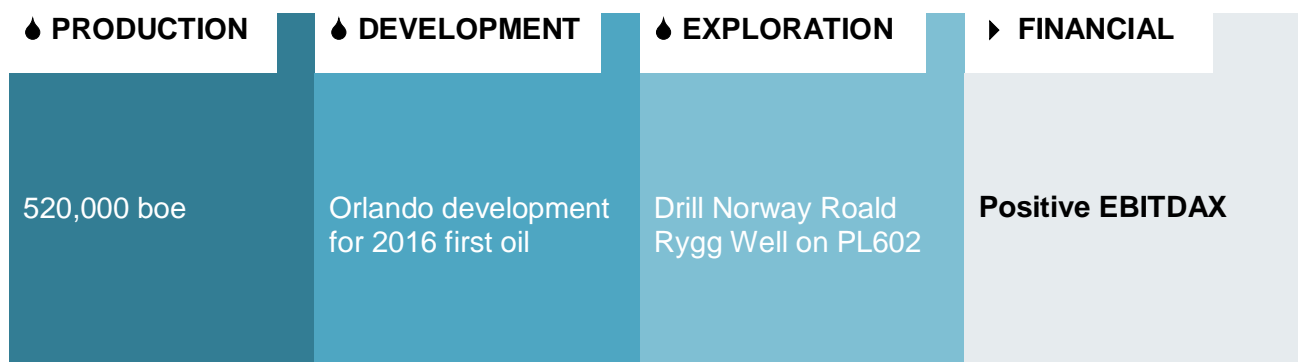 PRODUCTION
DEVELOPMENT
EXPLORATION
FINANCIAL
520,000 boe
Orlando development
for 2016 first oil
Drill Norway Roald
Rygg Well on PL602
Positive EBITDAX